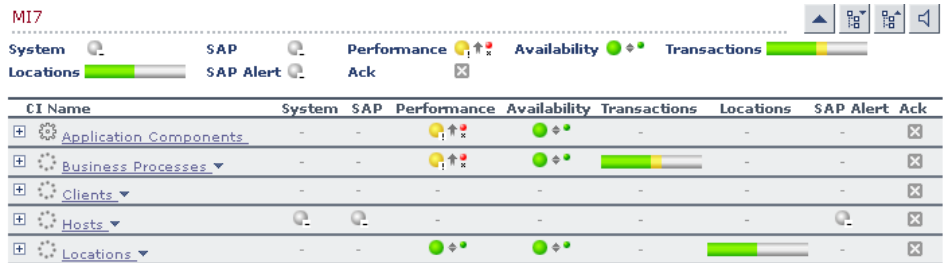 MI7
System SAP Performance Availability Transactions
Locations SAP Alert Ack
CI Name System SAP Performance Availability Transactions Locations SAP Alert Ack
Application Components - - - - -
Business Processes - - - -
Clients - - - - - - -
Hosts - - - -
Locations - - - -